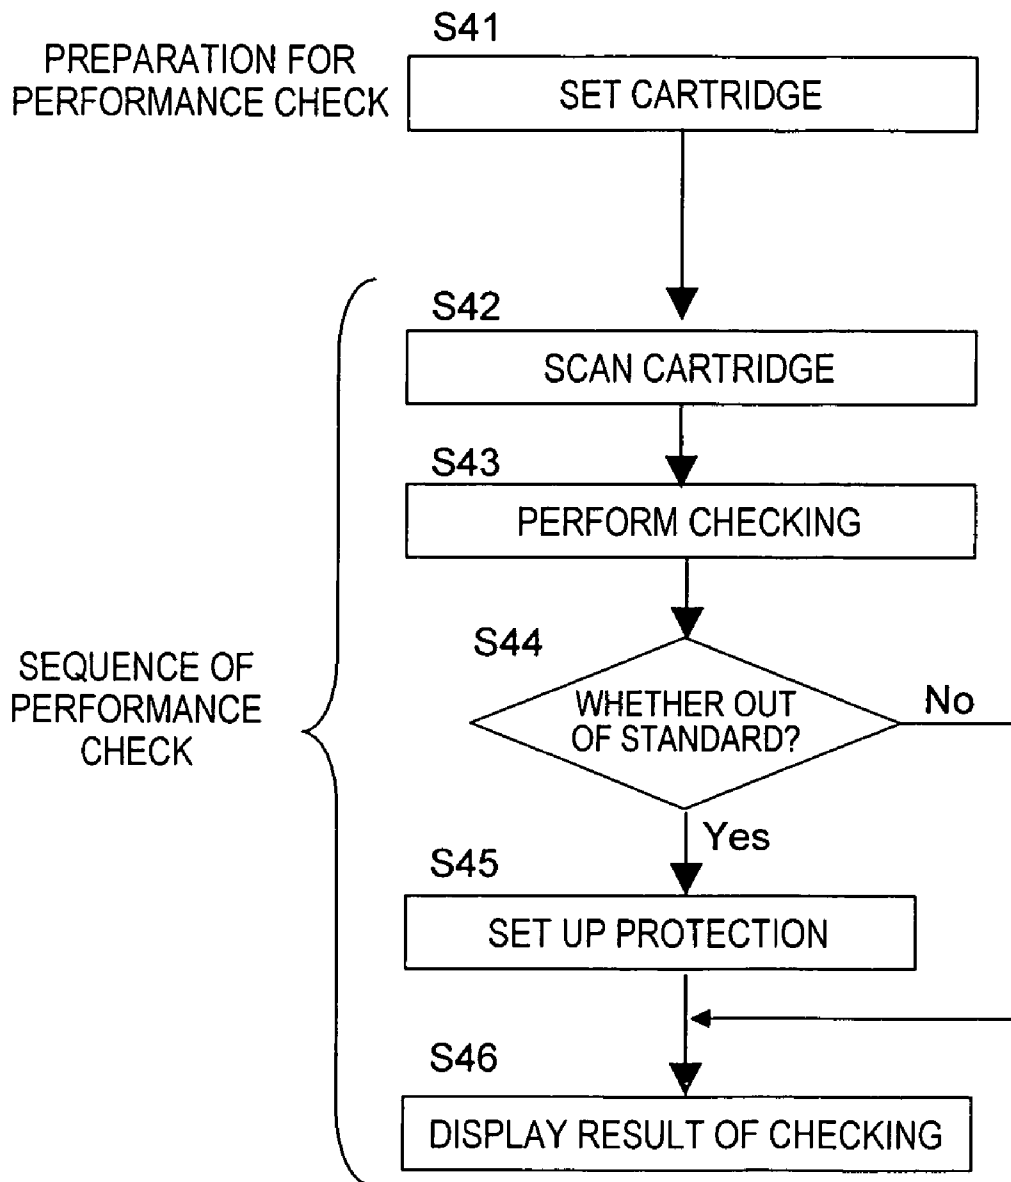 S41
PREPARATION FOR
PERFORMANCE CHECK
SET CARTRIDGE
S42
SCAN CARTRIDGE
S43
PERFORM CHECKING
SEQUENCE OF
PERFORMANCE
CHECK
S44
WHETHER OUT
OF STANDARD?
No
Yes
S45
SET UP PROTECTION
S46
DISPLAY RESULT OF CHECKING